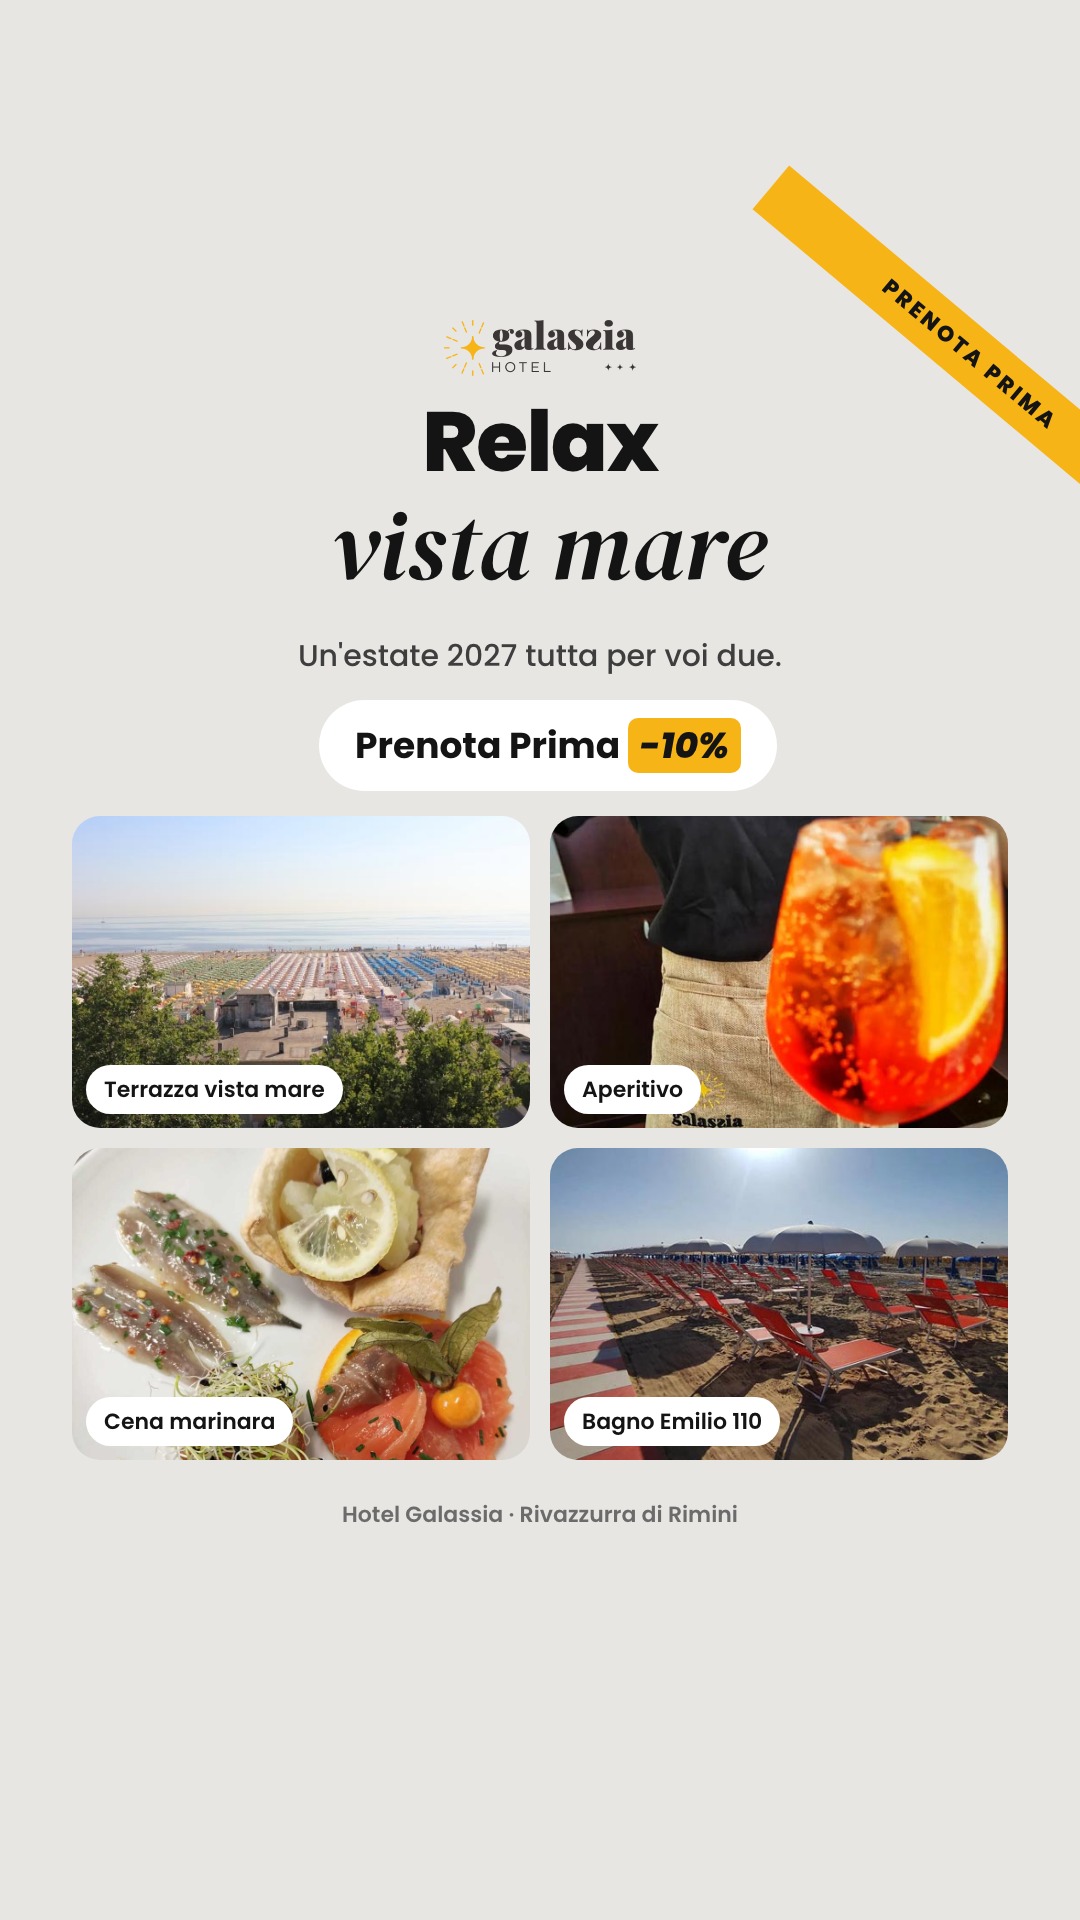 PRENOTA PRIMA
galassia
HOTEL
Relax
vista mare
Un'estate 2027 tutta per voi due.
Prenota Prima -10%
Terrazza vista mare
Aperitivo
galassia
Cena marinara
Bagno Emilio 110
Hotel Galassia · Rivazzurra di Rimini